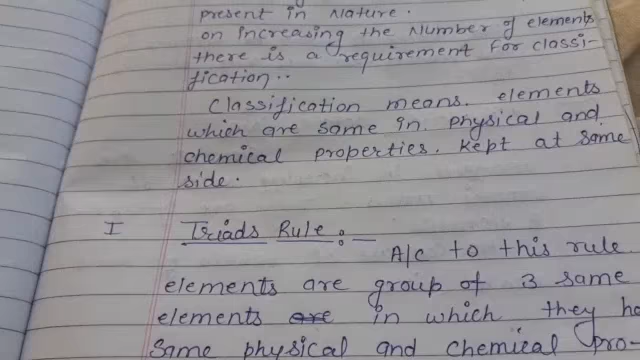 present in Nature.
on increasing the Number of elements
there is a requirement for classi-
fication..
Classification means. elements
which are same in. physical and
chemical properties. Kept at same
side.
I Triads Rule:-
A/c to this rule
elements are group of 3 same
elements are in which they ha
same physical and chemical pro-